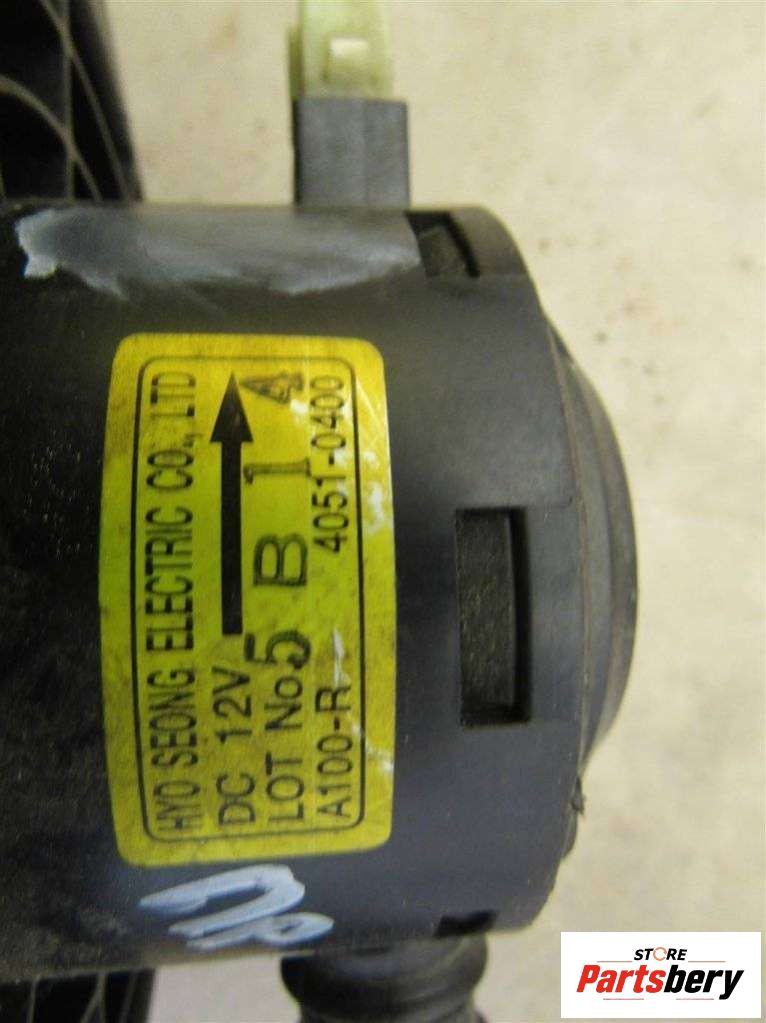 HYO SEONG ELECTRIC CO., LTD
DC 12V
LOT No. 5 B 1 4
A100-R 4051-0400
STORE
Partsbery